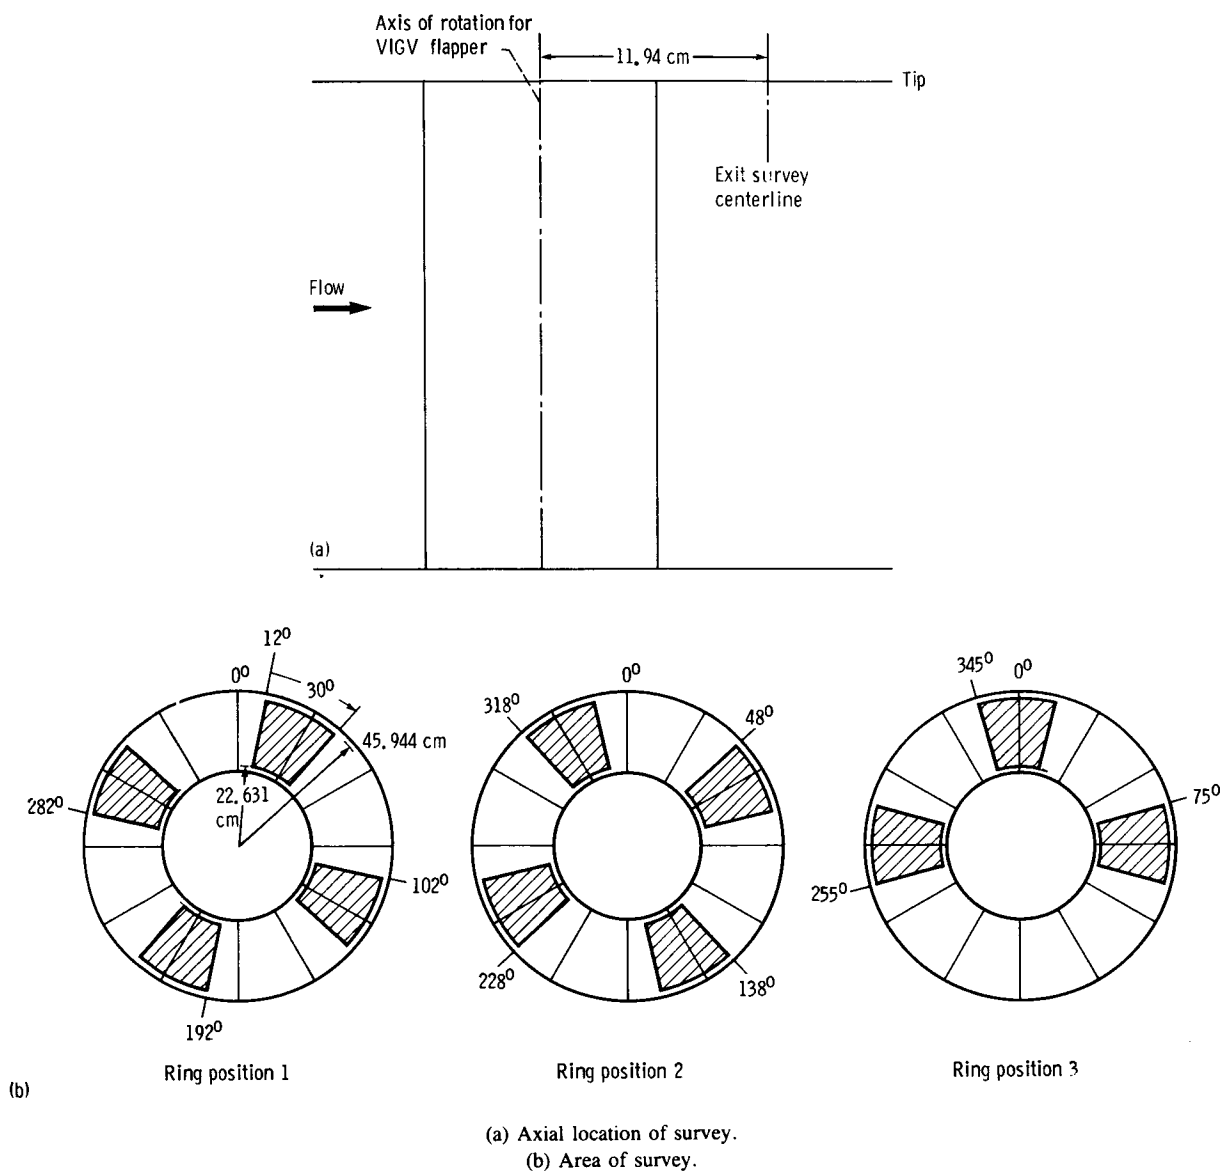 Axis of rotation for
VIGV flapper
11.94 cm
Tip
Exit survey
centerline
Flow
(a)
12⁰
0⁰
30⁰
45.944 cm
22.631
cm
282⁰
102⁰
192⁰
Ring position 1
0⁰
318⁰
48⁰
228⁰
138⁰
Ring position 2
345⁰
0⁰
75⁰
255⁰
Ring position 3
(b)
(a) Axial location of survey.
(b) Area of survey.